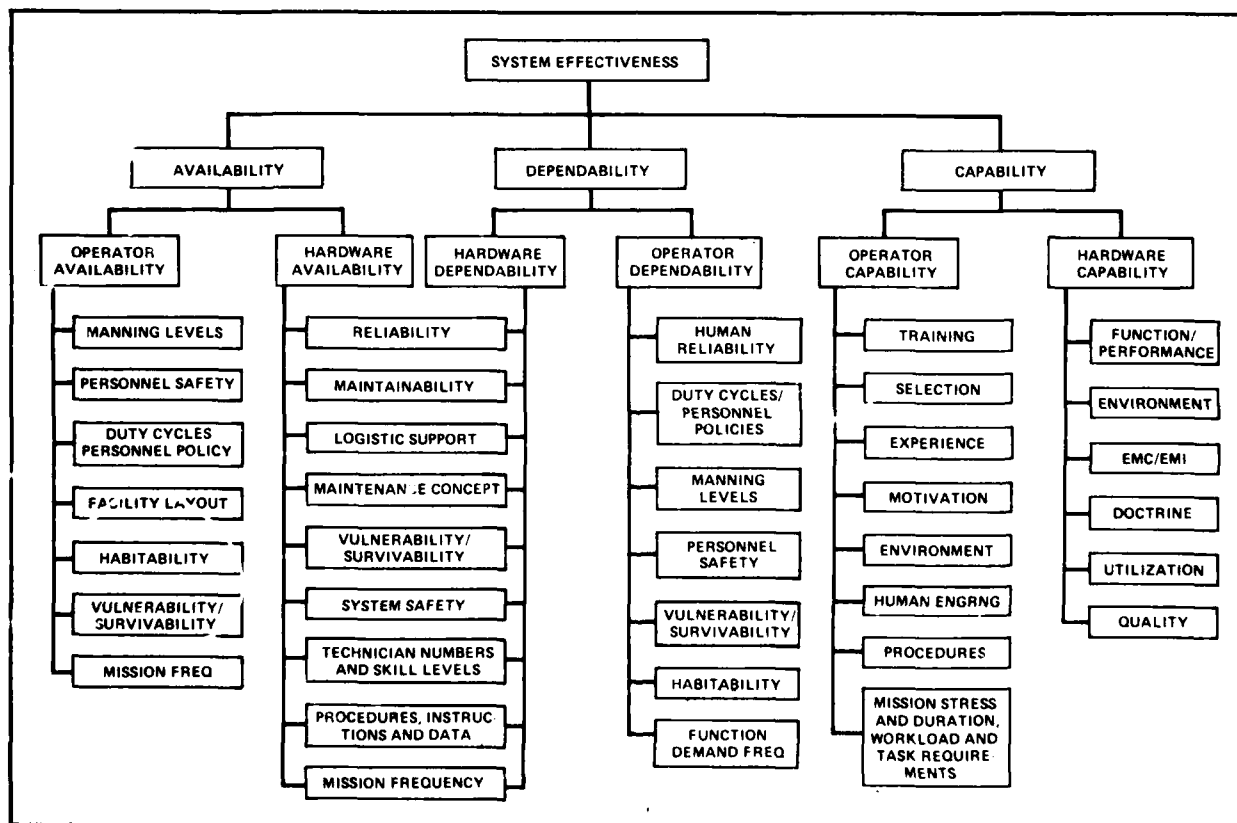 SYSTEM EFFECTIVENESS
AVAILABILITY
DEPENDABILITY
CAPABILITY
OPERATOR
AVAILABILITY
HARDWARE
AVAILABILITY
HARDWARE
DEPENDABILITY
OPERATOR
DEPENDABILITY
OPERATOR
CAPABILITY
HARDWARE
CAPABILITY
MANNING LEVELS
PERSONNEL SAFETY
DUTY CYCLES
PERSONNEL POLICY
FACILITY LAYOUT
HABITABILITY
VULNERABILITY/
SURVIVABILITY
MISSION FREQ
RELIABILITY
MAINTAINABILITY
LOGISTIC SUPPORT
MAINTENANCE CONCEPT
VULNERABILITY/
SURVIVABILITY
SYSTEM SAFETY
TECHNICIAN NUMBERS
AND SKILL LEVELS
PROCEDURES, INSTRUC-
TIONS AND DATA
MISSION FREQUENCY
HUMAN
RELIABILITY
DUTY CYCLES/
PERSONNEL
POLICIES
MANNING
LEVELS
PERSONNEL
SAFETY
VULNERABILITY/
SURVIVABILITY
HABITABILITY
FUNCTION
DEMAND FREQ
TRAINING
SELECTION
EXPERIENCE
MOTIVATION
ENVIRONMENT
HUMAN ENGRNG
PROCEDURES
MISSION STRESS
AND DURATION,
WORKLOAD AND
TASK REQUIRE-
MENTS
FUNCTION/
PERFORMANCE
ENVIRONMENT
EMC/EMI
DOCTRINE
UTILIZATION
QUALITY